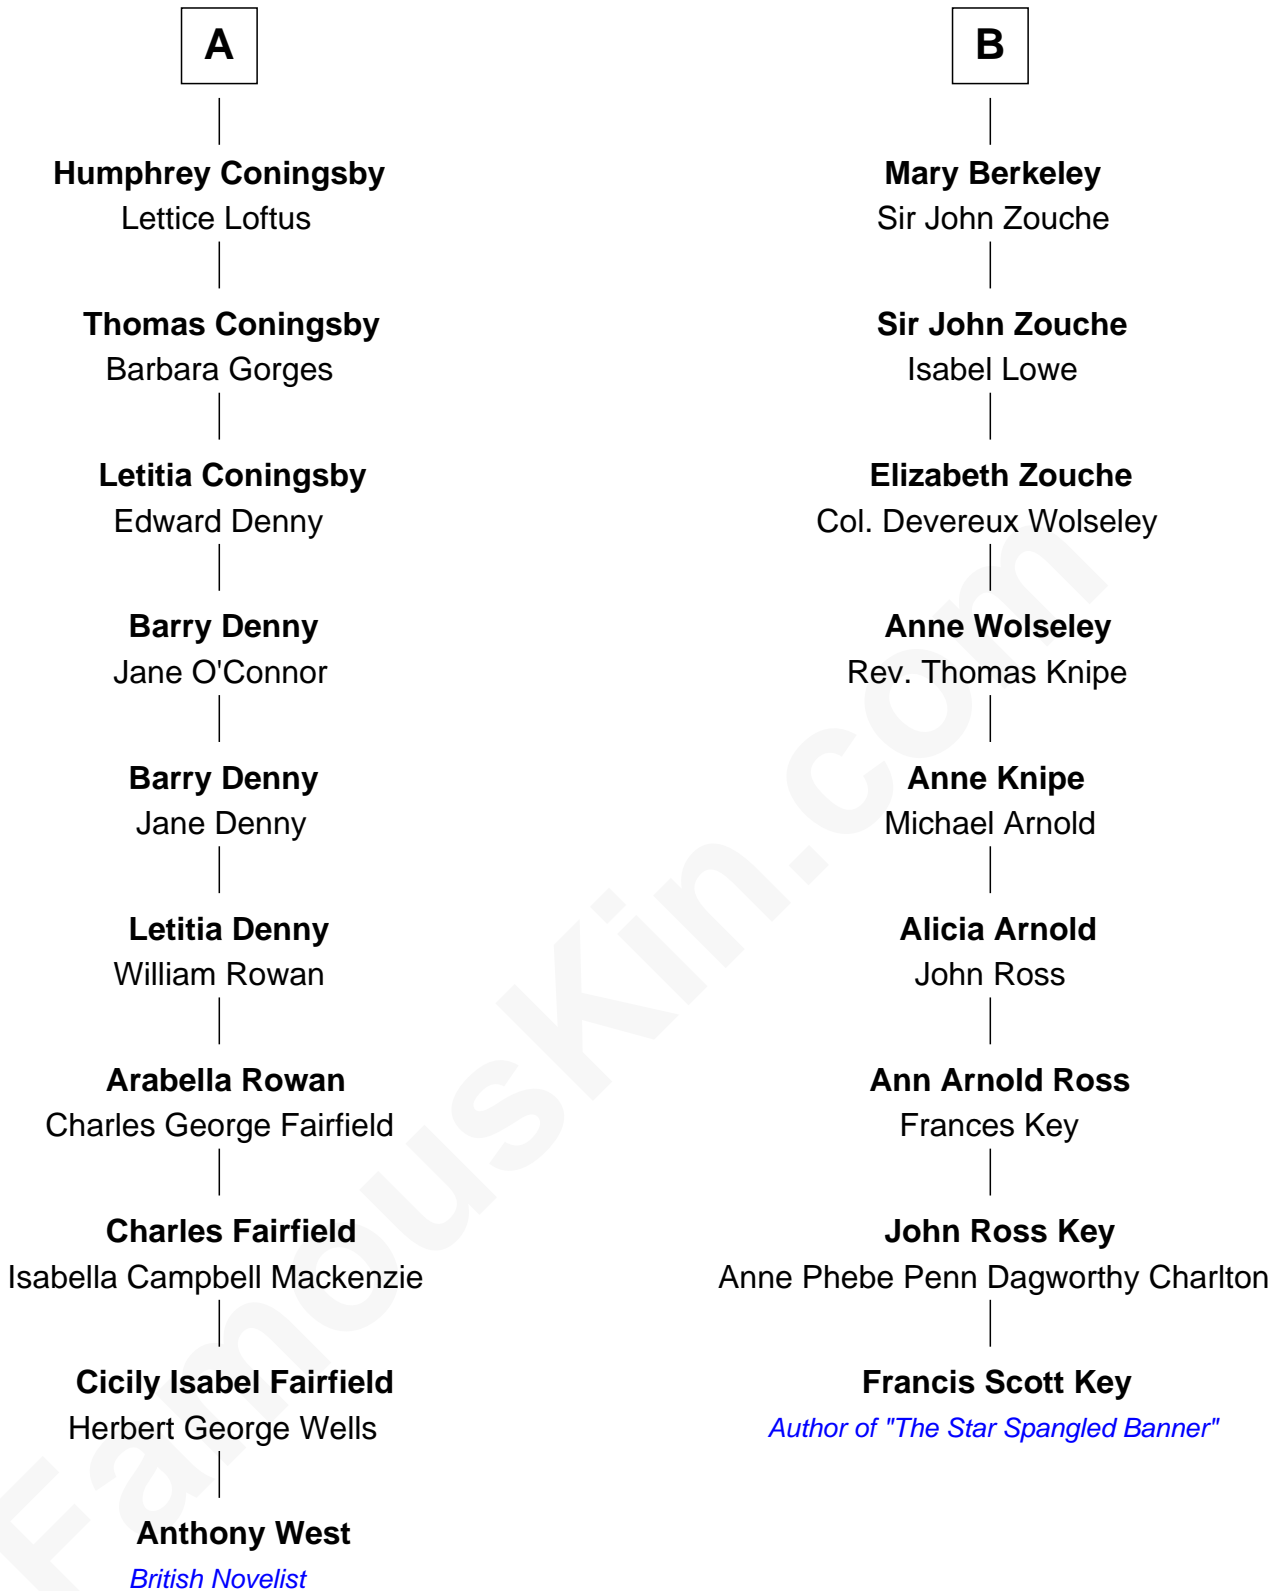 A
Humphrey Coningsby
Lettice Loftus
Thomas Coningsby
Barbara Gorges
Letitia Coningsby
Edward Denny
Barry Denny
Jane O'Connor
Barry Denny
Jane Denny
Letitia Denny
William Rowan
Arabella Rowan
Charles George Fairfield
Charles Fairfield
Isabella Campbell Mackenzie
Cicily Isabel Fairfield
Herbert George Wells
Anthony West
British Novelist
B
Mary Berkeley
Sir John Zouche
Sir John Zouche
Isabel Lowe
Elizabeth Zouche
Col. Devereux Wolseley
Anne Wolseley
Rev. Thomas Knipe
Anne Knipe
Michael Arnold
Alicia Arnold
John Ross
Ann Arnold Ross
Frances Key
John Ross Key
Anne Phebe Penn Dagworthy Charlton
Francis Scott Key
Author of "The Star Spangled Banner"
FamousKin.com